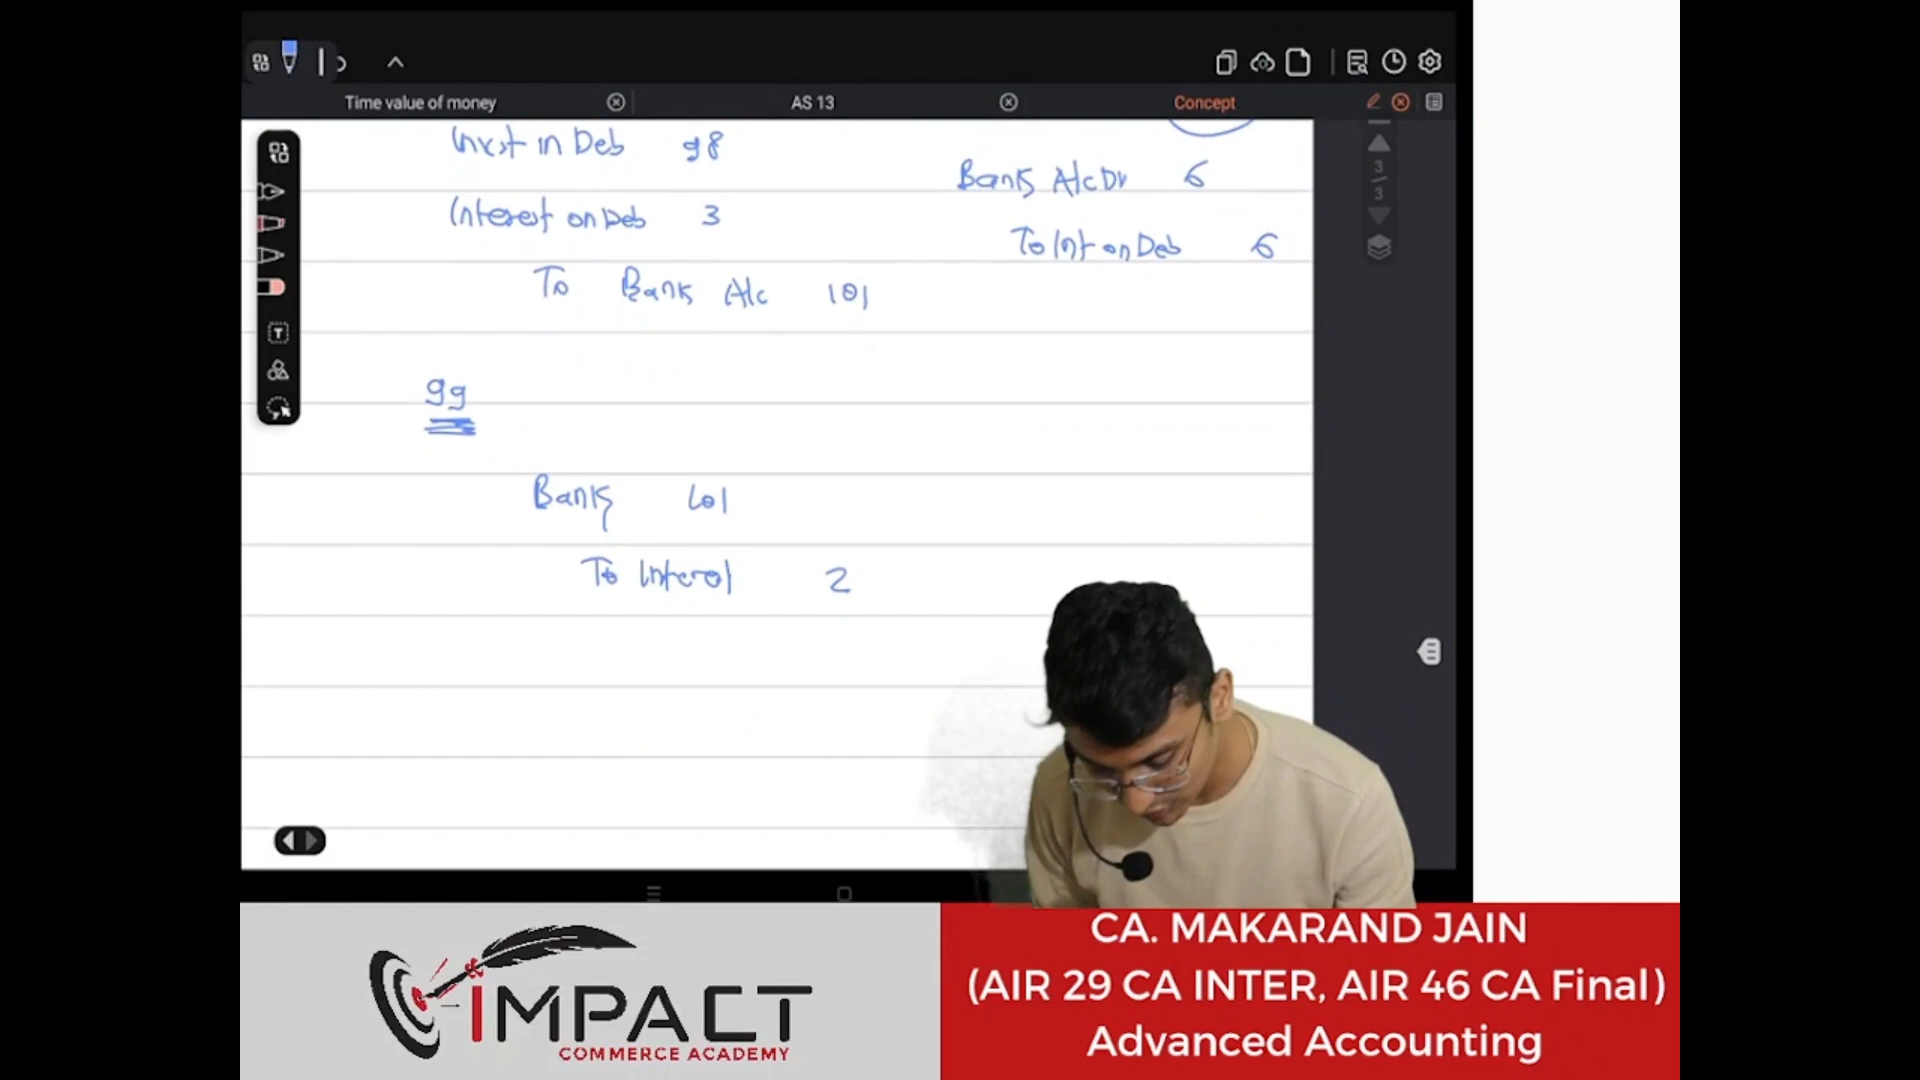 Time value of money
AS 13
Concept
Invst in Deb 98
Interest on Deb 3
To Bank A/c 101
Bank A/c Dr 6
To Int on Deb 6
3
3
99
Bank 101
To Interest 2
T
IMPACT
COMMERCE ACADEMY
CA. MAKARAND JAIN
(AIR 29 CA INTER, AIR 46 CA Final)
Advanced Accounting